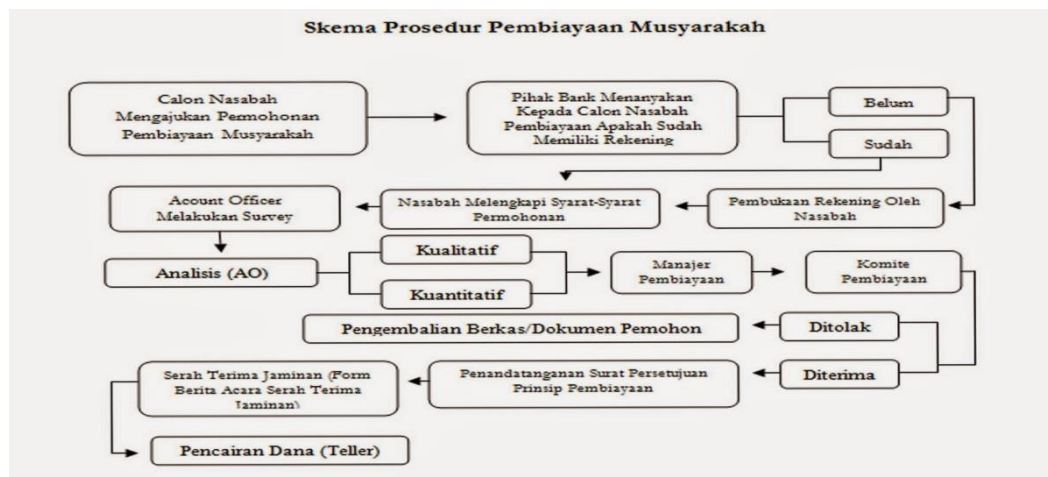 Skema Prosedur Pembiayaan Musyarakah
Calon Nasabah
Mengajukan Permohonan
Pembiayaan Musyarakah
Pihak Bank Menanyakan
Kepada Calon Nasabah
Pembiayaan Apakah Sudah
Memiliki Rekening
Belum
Sudah
Pembukaan Rekening Oleh
Nasabah
Nasabah Melengkapi Syarat-Syarat
Permohonan
Acount Officer
Melakukan Survey
Analisis (AO)
Kualitatif
Kuantitatif
Manajer
Pembiayaan
Komite
Pembiayaan
Ditolak
Pengembalian Berkas/Dokumen Pemohon
Diterima
Penandatanganan Surat Persetujuan
Prinsip Pembiayaan
Serah Terima Jaminan (Form
Berita Acara Serah Terima
Jaminan)
Pencairan Dana (Teller)